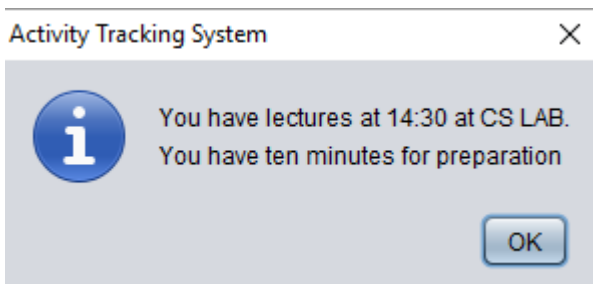 Activity Tracking System
You have lectures at 14:30 at CS LAB.
You have ten minutes for preparation
OK